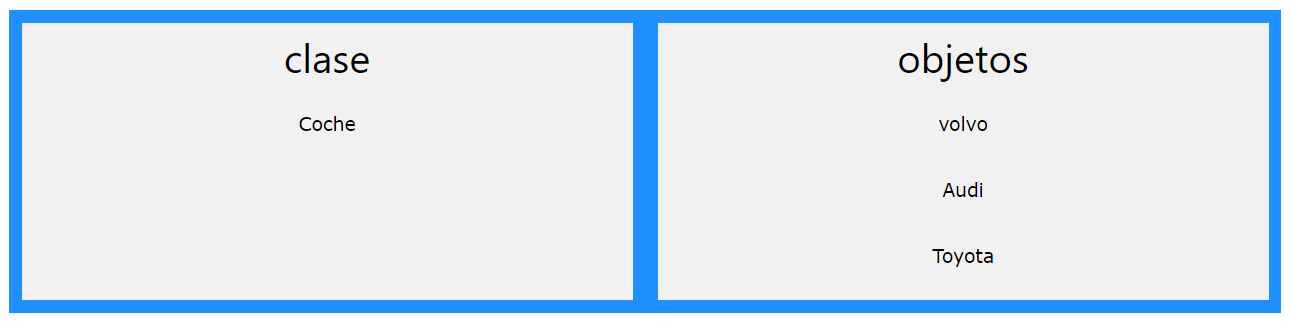 clase
Coche
objetos
volvo
Audi
Toyota